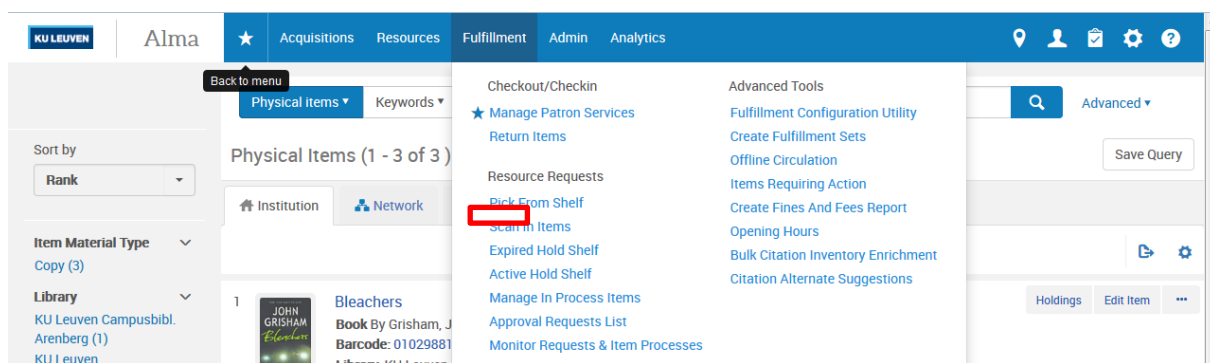 KU LEUVEN Alma ★ Acquisitions Resources Fulfillment Admin Analytics
Back to menu
Physical items Keywords Advanced
Sort by
Rank
Physical Items (1 - 3 of 3 )
Save Query
Institution Network
Item Material Type
Copy (3)
Library
KU Leuven Campusbibl.
Arenberg (1)
KU Leuven
Checkout/Checkin
★ Manage Patron Services
Return Items
Resource Requests
Pick From Shelf
Scan In Items
Expired Hold Shelf
Active Hold Shelf
Manage In Process Items
Approval Requests List
Monitor Requests & Item Processes
Advanced Tools
Fulfillment Configuration Utility
Create Fulfillment Sets
Offline Circulation
Items Requiring Action
Create Fines And Fees Report
Opening Hours
Bulk Citation Inventory Enrichment
Citation Alternate Suggestions
1
JOHN
GRISHAM
Bleachers
Bleachers
Book By Grisham, J
Barcode: 01029881
Holdings Edit Item ...